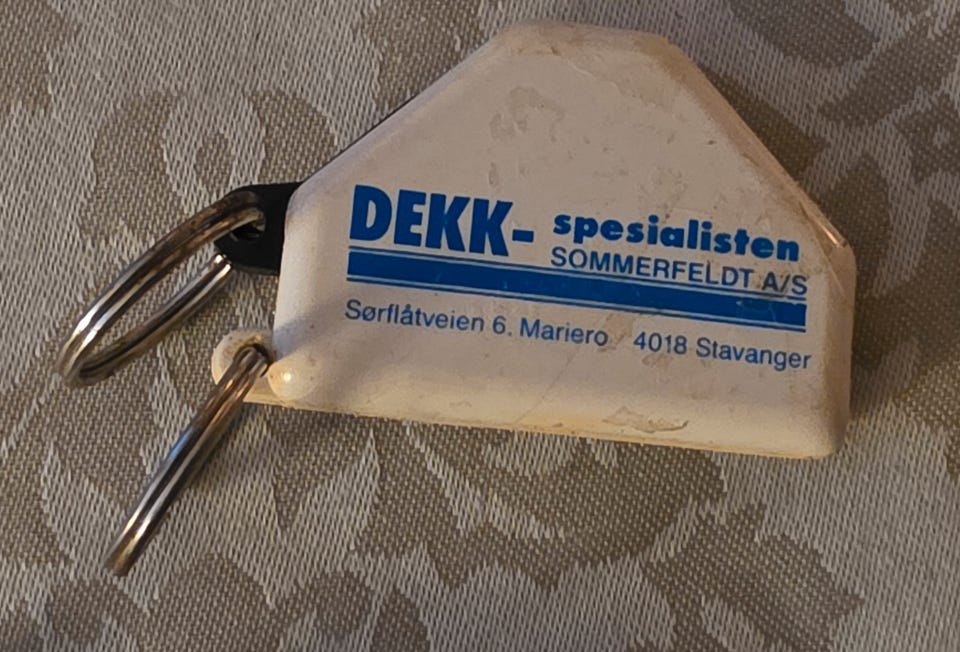 DEKK- spesialisten
SOMMERFELDT A/S
Sørflåtveien 6. Mariero 4018 Stavanger